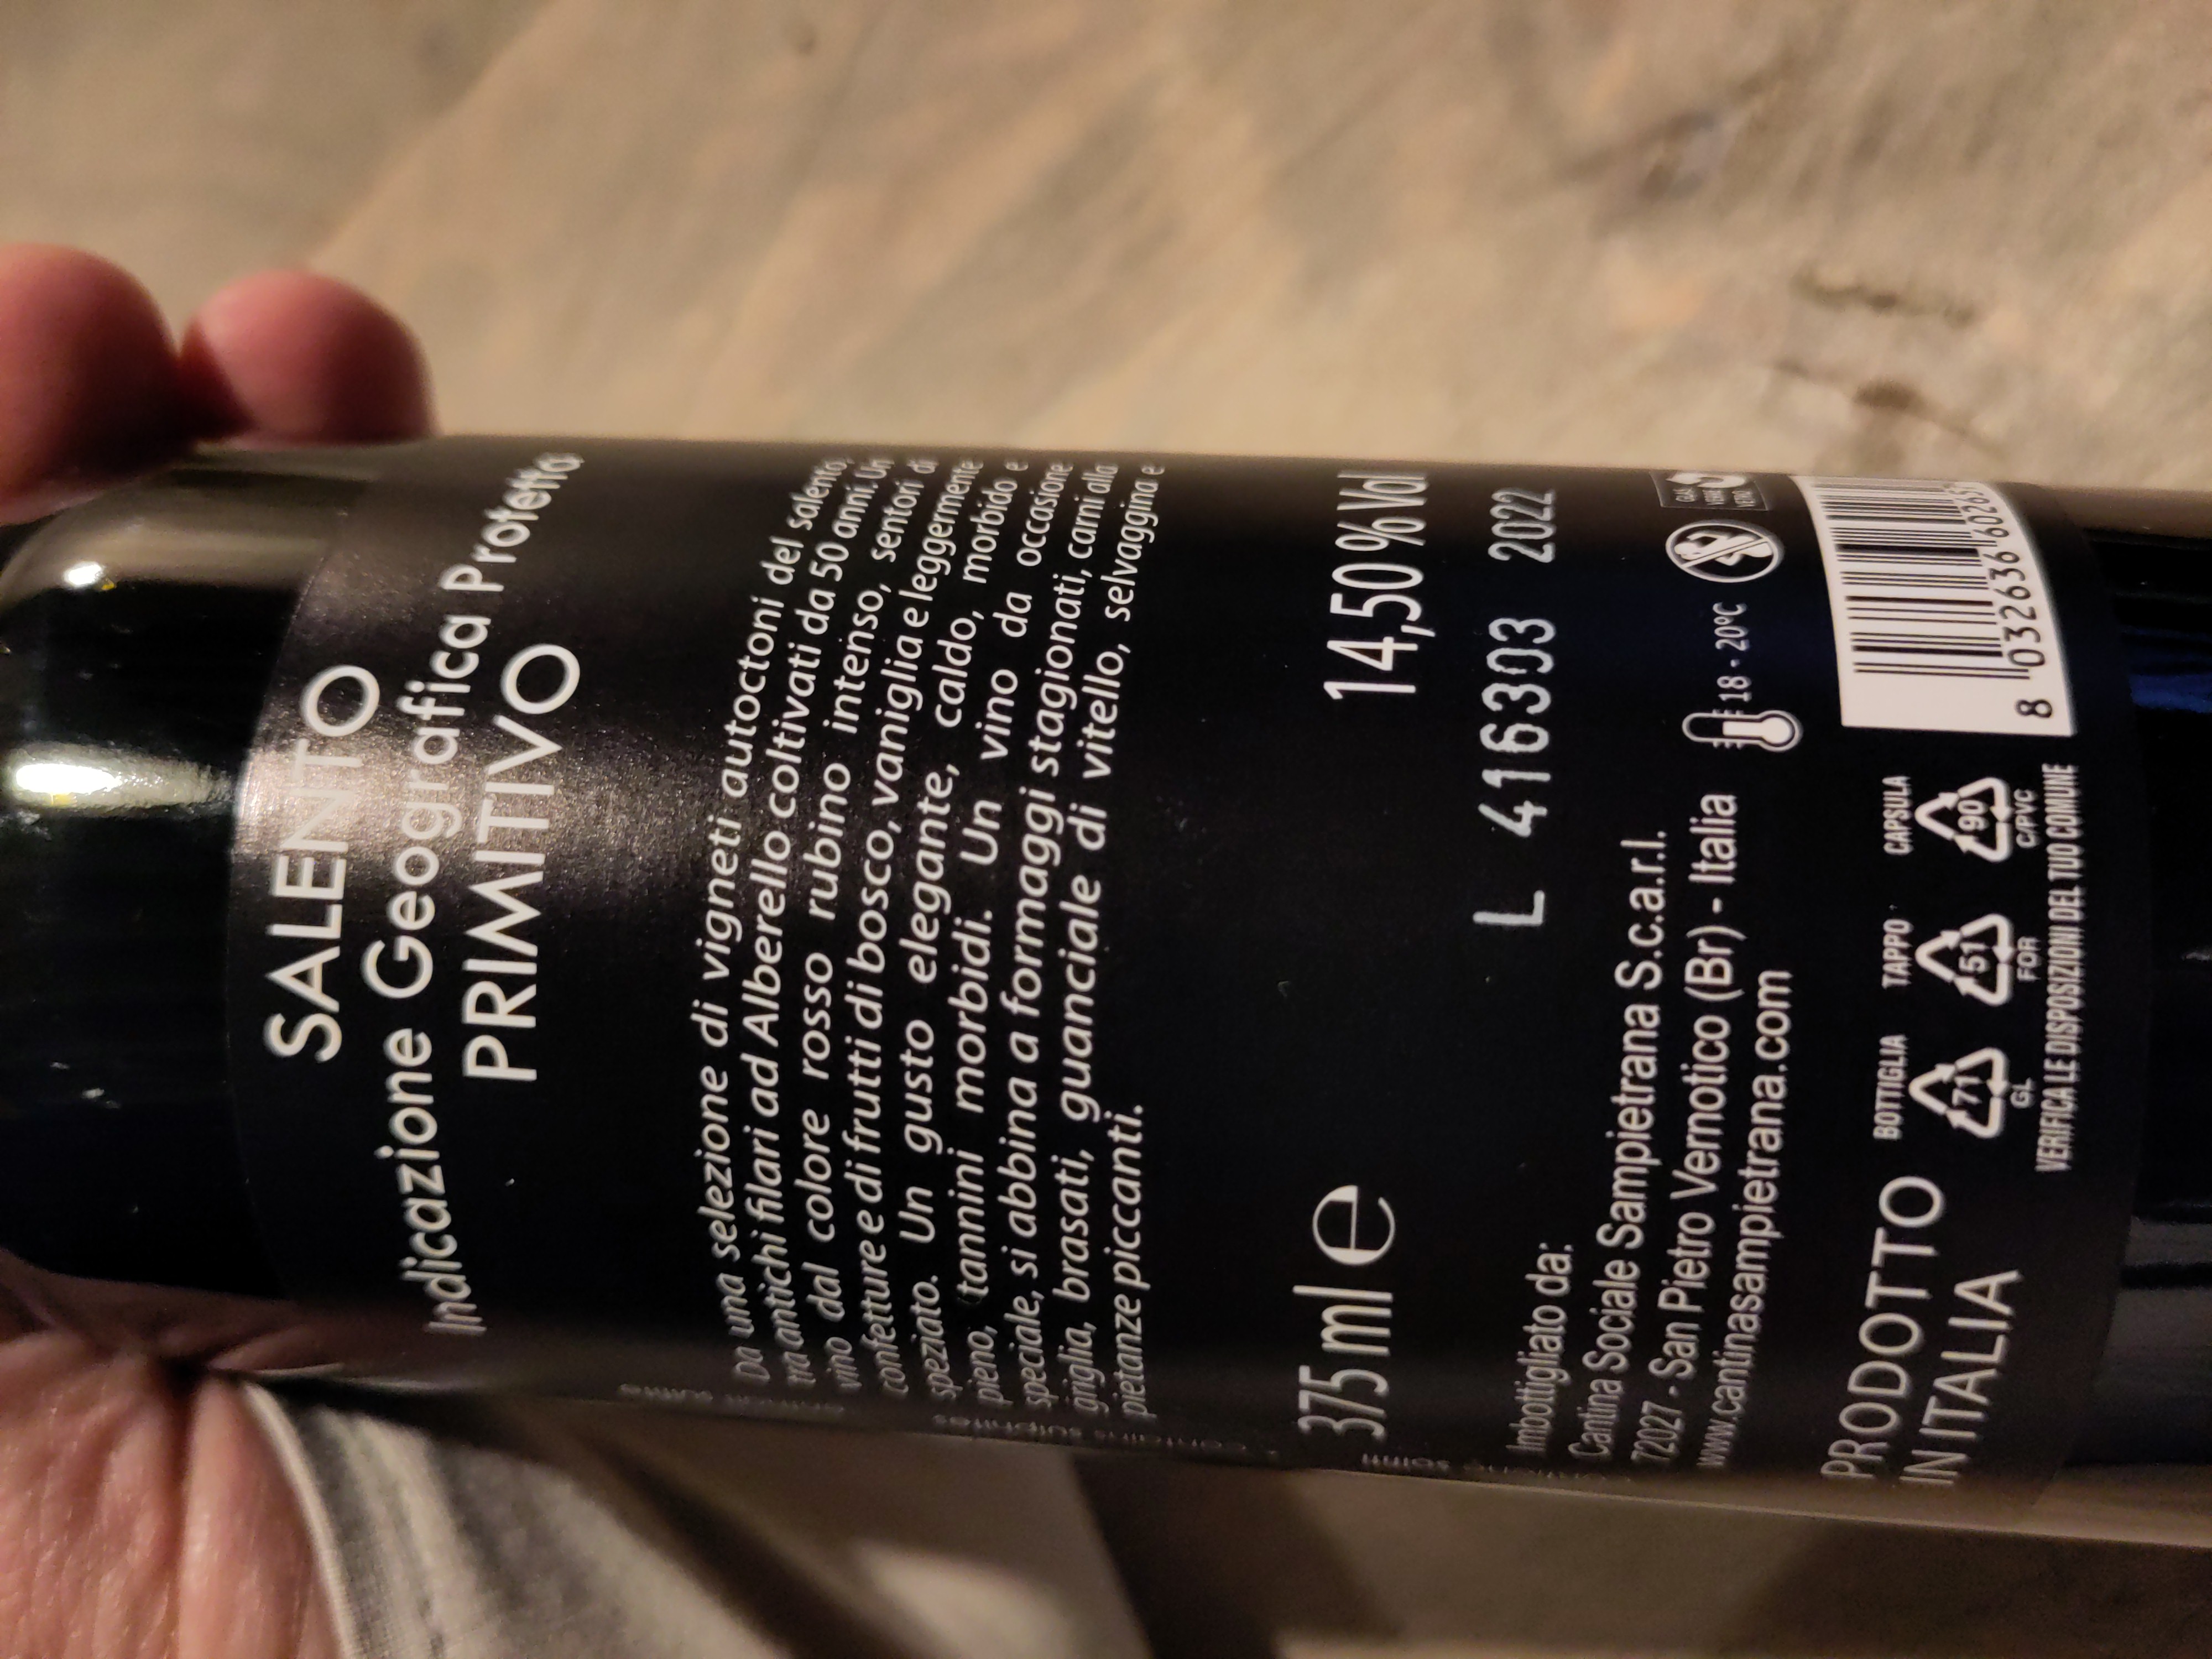 SALENTO
Indicazione Geografica Protetta
PRIMITIVO
Da una selezione di vigneti autoctoni del salento,
tra antichi filari ad Alberello coltivati da 50 anni. Un
vino dal colore rosso rubino intenso, sentori di
confetture e di frutti di bosco, vaniglia e leggermente
speziato. Un gusto elegante, caldo, morbido e
pieno, tannini morbidi. Un vino da occasione
speciale, si abbina a formaggi stagionati, carni alla
griglia, brasati, guanciale di vitello, selvaggina e
pietanze piccanti.
375 ml e 14,50 % Vol
L 416303 2022
Imbottigliato da:
Cantina Sociale Sampietrana S.c.a.r.l.
72027 - San Pietro Vernotico (Br) - Italia
www.cantinasampietrana.com
18 - 20°C
PRODOTTO
IN ITALIA
BOTTIGLIA TAPPO CAPSULA
71 51 90
GL FOR C/PVC
VERIFICA LE DISPOSIZIONI DEL TUO COMUNE
8 032636 60265